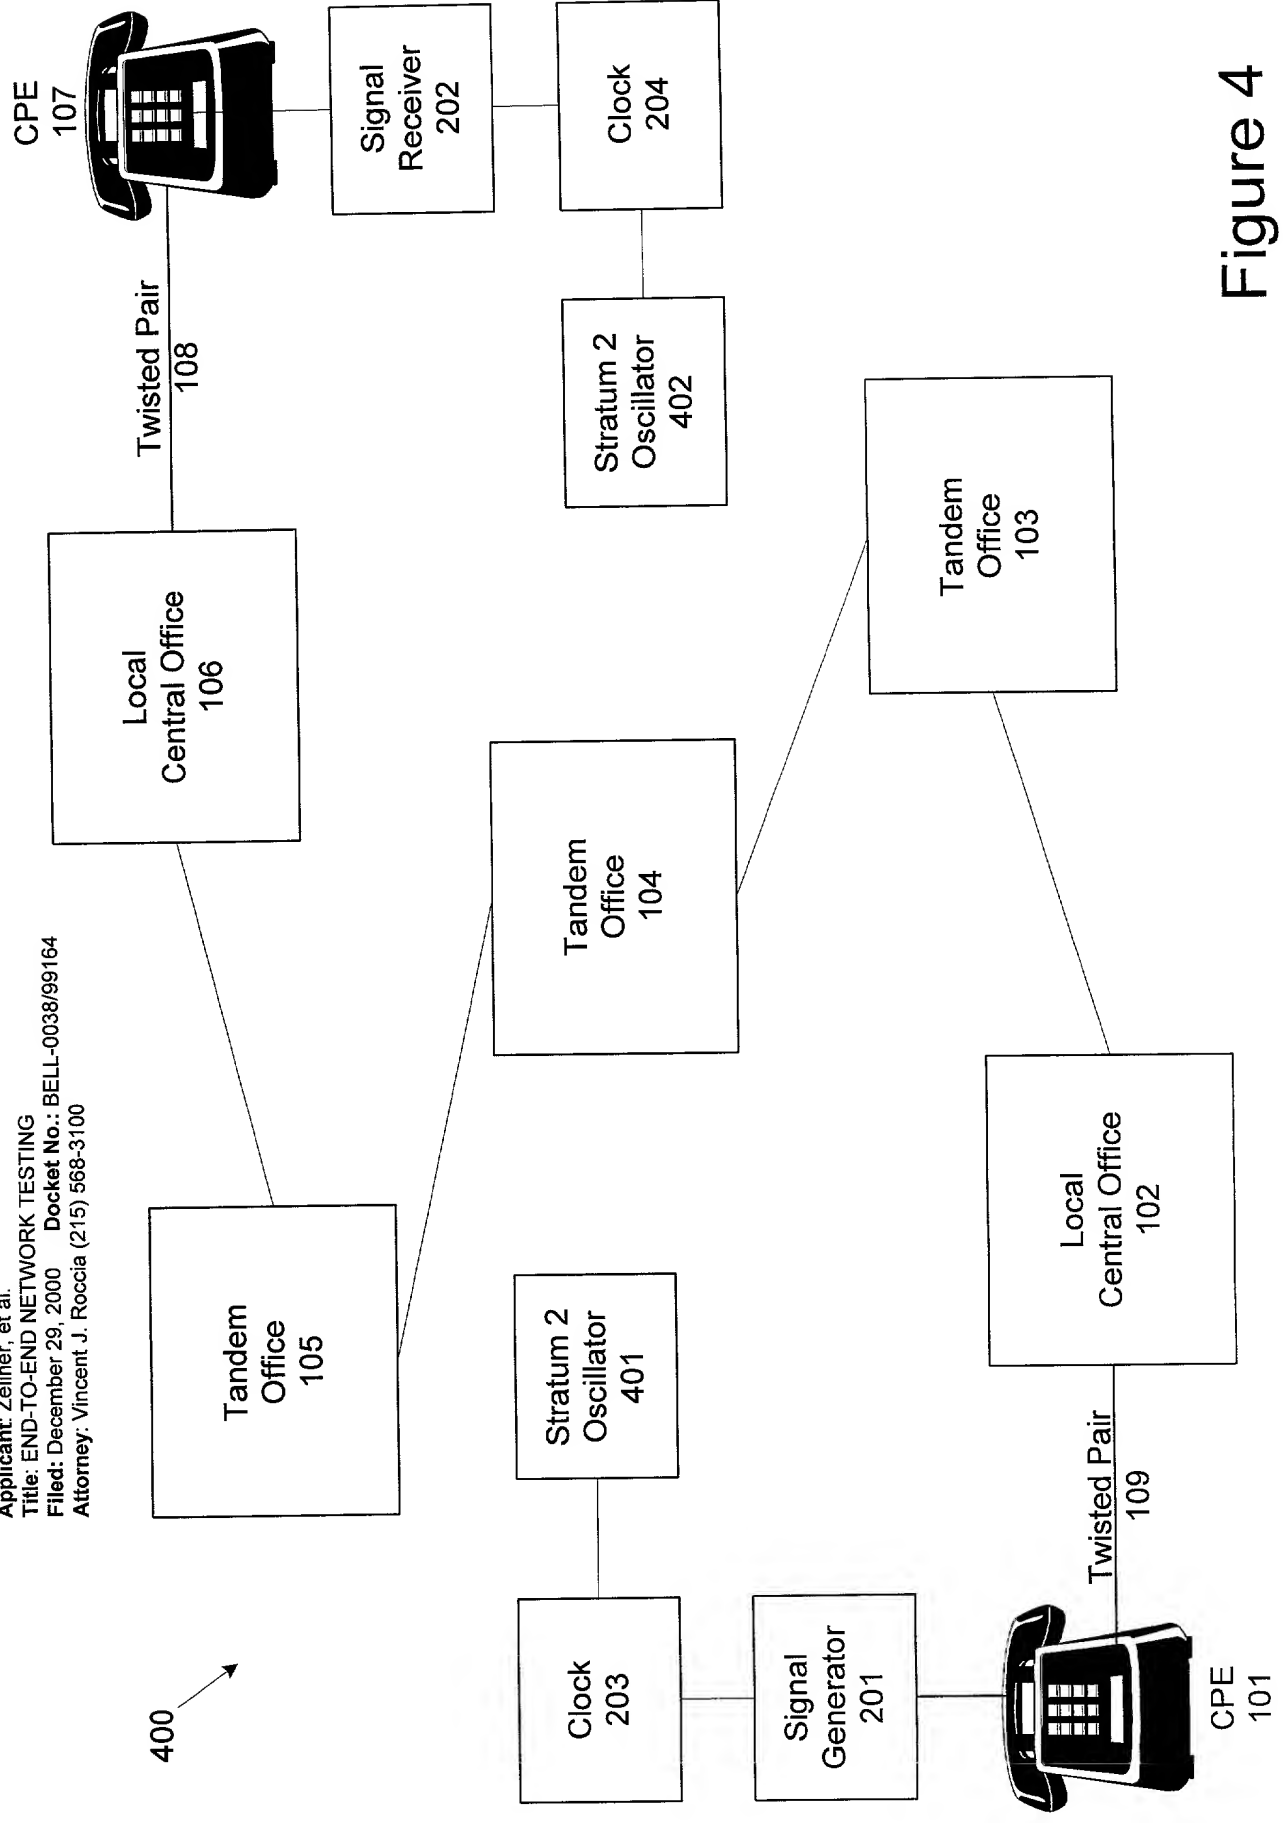 Applicant: Zellner, et al.
Title: END-TO-END NETWORK TESTING
Filed: December 29, 2000 Docket No.: BELL-0038/99164
Attorney: Vincent J. Roccia (215) 568-3100
400
Tandem
Office
105
Local
Central Office
106
Twisted Pair
108
CPE
107
Signal
Receiver
202
Clock
204
Stratum 2
Oscillator
402
Tandem
Office
104
Tandem
Office
103
Stratum 2
Oscillator
401
Clock
203
Signal
Generator
201
CPE
101
Twisted Pair
109
Local
Central Office
102
Figure 4